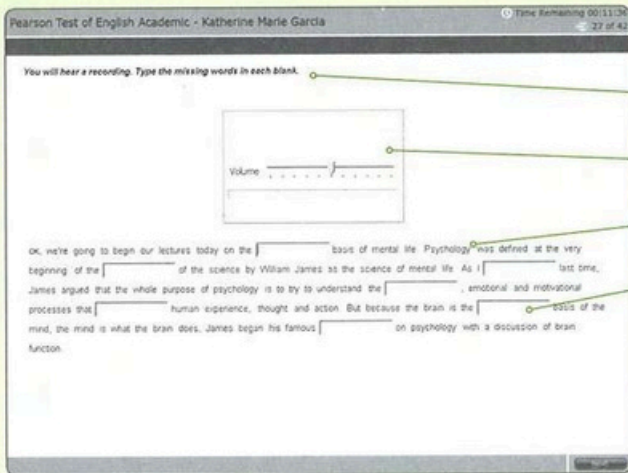 Pearson Test of English Academic - Katherine Marie Garcia
Time Remaining 00:11:36
27 of 42
You will hear a recording. Type the missing words in each blank.
Volume
OK, we're going to begin our lectures today on the basis of mental life. Psychology was defined at the very
beginning of the of the science by William James as the science of mental life. As I last time,
James argued that the whole purpose of psychology is to try to understand the , emotional and motivational
processes that human experience, thought and action. But because the brain is the basis of the
mind, the mind is what the brain does, James began his famous on psychology with a discussion of brain
function.